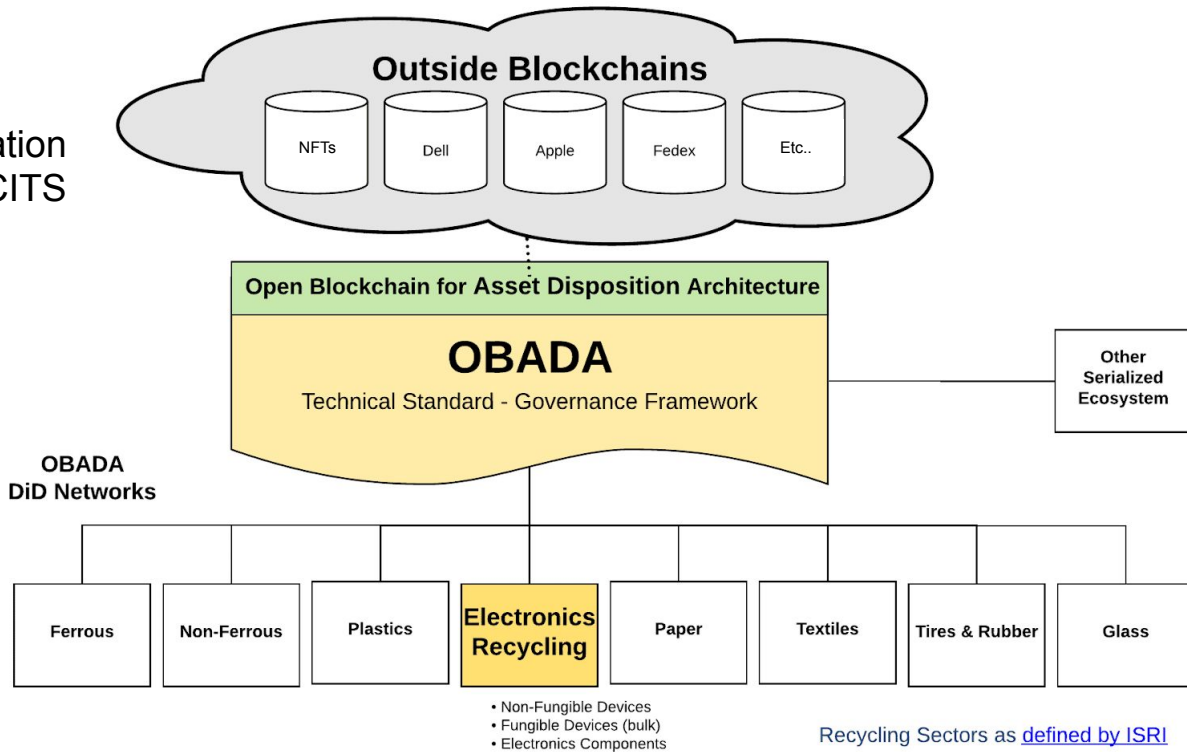 Outside Blockchains
NFTs
Dell
Apple
Fedex
Etc..
ation
CITS
Open Blockchain for Asset Disposition Architecture
OBADA
Technical Standard - Governance Framework
Other
Serialized
Ecosystem
OBADA
DiD Networks
Ferrous
Non-Ferrous
Plastics
Electronics
Recycling
Paper
Textiles
Tires & Rubber
Glass
• Non-Fungible Devices
• Fungible Devices (bulk)
• Electronics Components
Recycling Sectors as defined by ISRI